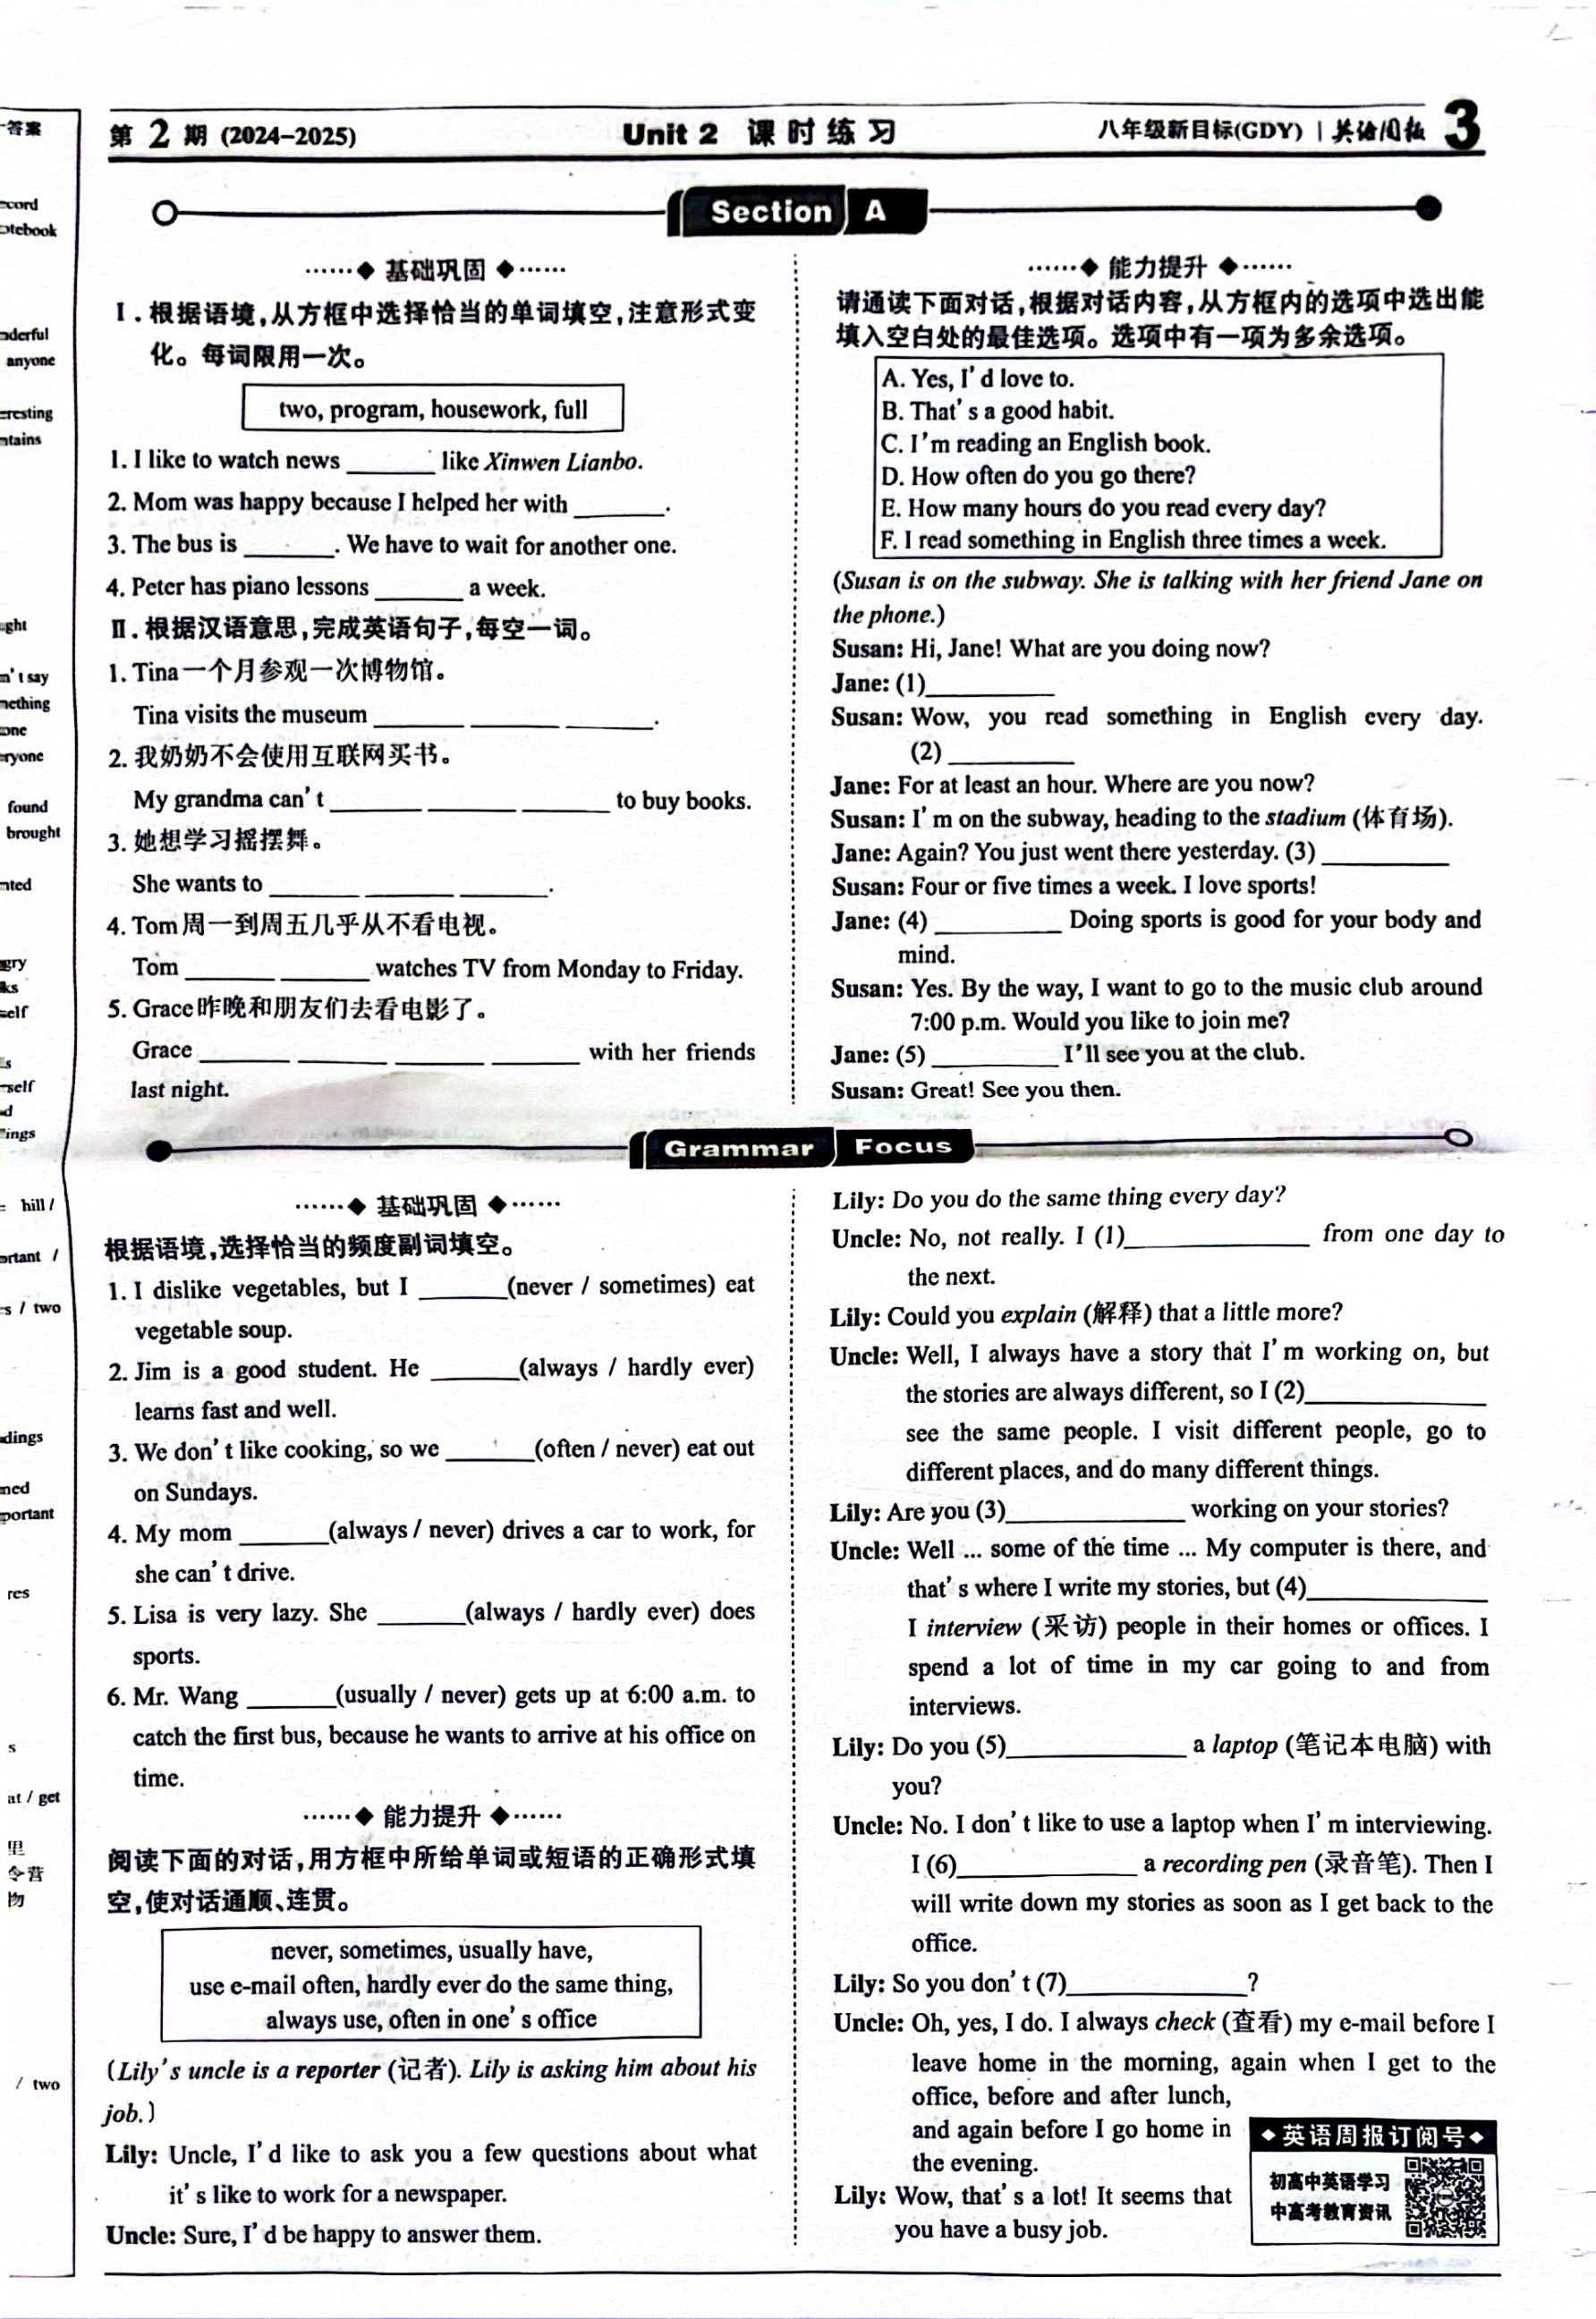 答案
第 2 期 (2024-2025)
Unit 2 课时练习
八年级新目标(GDY) | 英语周报 3
otebook
anyone
n't say
found
brought
hill /
s / two
dings
res
s
at / get
里
令营
物
/ two
Section A
······◆ 基础巩固 ◆······
Ⅰ.根据语境,从方框中选择恰当的单词填空,注意形式变
化。每词限用一次。
two, program, housework, full
1. I like to watch news ______ like Xinwen Lianbo.
2. Mom was happy because I helped her with ______.
3. The bus is ______. We have to wait for another one.
4. Peter has piano lessons ______ a week.
Ⅱ.根据汉语意思,完成英语句子,每空一词。
1. Tina一个月参观一次博物馆。
Tina visits the museum ______ ______ ______.
2. 我奶奶不会使用互联网买书。
My grandma can't ______ ______ ______ to buy books.
3. 她想学习摇摆舞。
She wants to ______ ______ ______.
4. Tom周一到周五几乎从不看电视。
Tom ______ ______ watches TV from Monday to Friday.
5. Grace昨晚和朋友们去看电影了。
Grace ______ ______ ______ ______ with her friends
last night.
······◆ 能力提升 ◆······
请通读下面对话,根据对话内容,从方框内的选项中选出能
填入空白处的最佳选项。选项中有一项为多余选项。
A. Yes, I'd love to.
B. That's a good habit.
C. I'm reading an English book.
D. How often do you go there?
E. How many hours do you read every day?
F. I read something in English three times a week.
(Susan is on the subway. She is talking with her friend Jane on
the phone.)
Susan: Hi, Jane! What are you doing now?
Jane: (1)________
Susan: Wow, you read something in English every day.
(2) ________
Jane: For at least an hour. Where are you now?
Susan: I'm on the subway, heading to the stadium (体育场).
Jane: Again? You just went there yesterday. (3) ________
Susan: Four or five times a week. I love sports!
Jane: (4) ________ Doing sports is good for your body and
mind.
Susan: Yes. By the way, I want to go to the music club around
7:00 p.m. Would you like to join me?
Jane: (5) ________ I'll see you at the club.
Susan: Great! See you then.
Grammar Focus
······◆ 基础巩固 ◆······
根据语境,选择恰当的频度副词填空。
1. I dislike vegetables, but I ______(never / sometimes) eat
vegetable soup.
2. Jim is a good student. He ______(always / hardly ever)
learns fast and well.
3. We don't like cooking, so we ______(often / never) eat out
on Sundays.
4. My mom ______(always / never) drives a car to work, for
she can't drive.
5. Lisa is very lazy. She ______(always / hardly ever) does
sports.
6. Mr. Wang ______(usually / never) gets up at 6:00 a.m. to
catch the first bus, because he wants to arrive at his office on
time.
······◆ 能力提升 ◆······
阅读下面的对话,用方框中所给单词或短语的正确形式填
空,使对话通顺、连贯。
never, sometimes, usually have,
use e-mail often, hardly ever do the same thing,
always use, often in one's office
(Lily's uncle is a reporter (记者). Lily is asking him about his
job.)
Lily: Uncle, I'd like to ask you a few questions about what
it's like to work for a newspaper.
Uncle: Sure, I'd be happy to answer them.
Lily: Do you do the same thing every day?
Uncle: No, not really. I (1)____________ from one day to
the next.
Lily: Could you explain (解释) that a little more?
Uncle: Well, I always have a story that I'm working on, but
the stories are always different, so I (2)____________
see the same people. I visit different people, go to
different places, and do many different things.
Lily: Are you (3)____________ working on your stories?
Uncle: Well ... some of the time ... My computer is there, and
that's where I write my stories, but (4)____________
I interview (采访) people in their homes or offices. I
spend a lot of time in my car going to and from
interviews.
Lily: Do you (5)____________ a laptop (笔记本电脑) with
you?
Uncle: No. I don't like to use a laptop when I'm interviewing.
I (6)____________ a recording pen (录音笔). Then I
will write down my stories as soon as I get back to the
office.
Lily: So you don't (7)____________?
Uncle: Oh, yes, I do. I always check (查看) my e-mail before I
leave home in the morning, again when I get to the
office, before and after lunch,
and again before I go home in
the evening.
Lily: Wow, that's a lot! It seems that
you have a busy job.
◆英语周报订阅号◆
初高中英语学习
中高考教育资讯